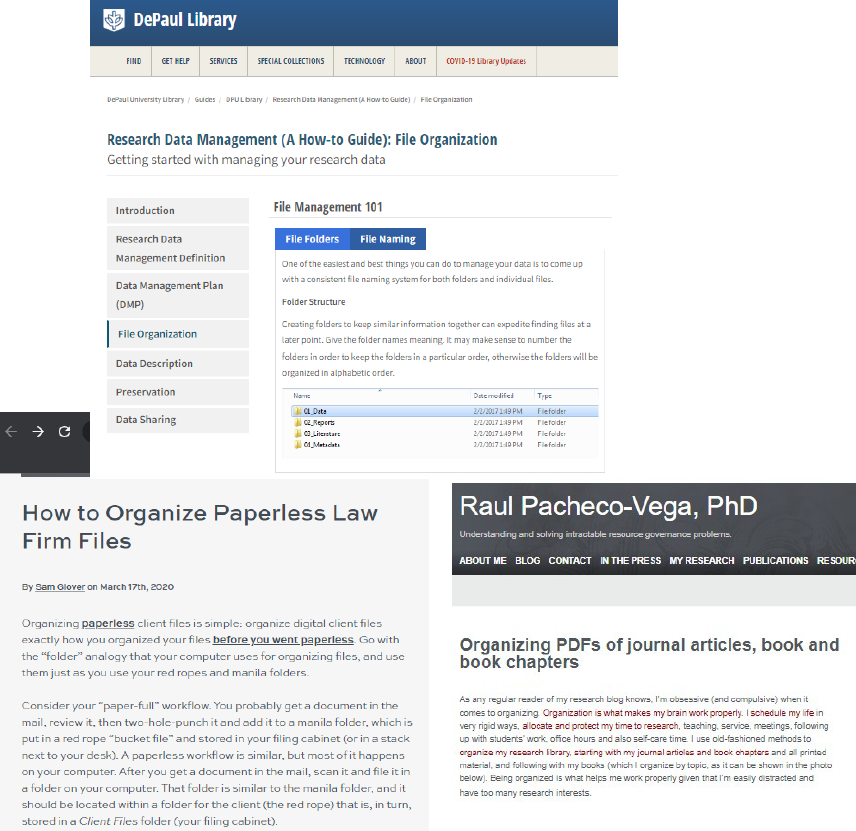 DePaul Library
FIND GET HELP SERVICES SPECIAL COLLECTIONS TECHNOLOGY ABOUT COVID-19 Library Updates
DePaul University Library / Guides / DPU Library / Research Data Management (A How-to Guide) / File Organization
Research Data Management (A How-to Guide): File Organization
Getting started with managing your research data
Introduction
Research Data
Management Definition
Data Management Plan
(DMP)
File Organization
Data Description
Preservation
Data Sharing
File Management 101
File Folders File Naming
One of the easiest and best things you can do to manage your data is to come up
with a consistent file naming system for both folders and individual files.
Folder Structure
Creating folders to keep similar information together can expedite finding files at a
later point. Give the folder names meaning. It may make sense to number the
folders in order to keep the folders in a particular order, otherwise the folders will be
organized in alphabetic order.
Name Date modified Type
01_Data 2/2/2017 1:49 PM File folder
02_Reports 2/2/2017 1:49 PM File folder
03_Literature 2/2/2017 1:49 PM File folder
04_Metadata 2/2/2017 1:49 PM File folder
How to Organize Paperless Law
Firm Files
By Sam Glover on March 17th, 2020
Organizing paperless client files is simple: organize digital client files
exactly how you organized your files before you went paperless. Go with
the “folder” analogy that your computer uses for organizing files, and use
them just as you use your red ropes and manila folders.
Consider your “paper-full” workflow. You probably get a document in the
mail, review it, then two-hole-punch it and add it to a manila folder, which is
put in a red rope “bucket file” and stored in your filing cabinet (or in a stack
next to your desk). A paperless workflow is similar, but most of it happens
on your computer. After you get a document in the mail, scan it and file it in
a folder on your computer. That folder is similar to the manila folder, and it
should be located within a folder for the client (the red rope) that is, in turn,
stored in a Client Files folder (your filing cabinet).
Raul Pacheco-Vega, PhD
Understanding and solving intractable resource governance problems.
ABOUT ME BLOG CONTACT IN THE PRESS MY RESEARCH PUBLICATIONS RESOUR
Organizing PDFs of journal articles, book and
book chapters
As any regular reader of my research blog knows, I'm obsessive (and compulsive) when it
comes to organizing. Organization is what makes my brain work properly. I schedule my life in
very rigid ways, allocate and protect my time to research, teaching, service, meetings, following
up with students' work, office hours and also self-care time. I use old-fashioned methods to
organize my research library, starting with my journal articles and book chapters and all printed
material, and following with my books (which I organize by topic, as it can be shown in the photo
below). Being organized is what helps me work properly given that I'm easily distracted and
have too many research interests.